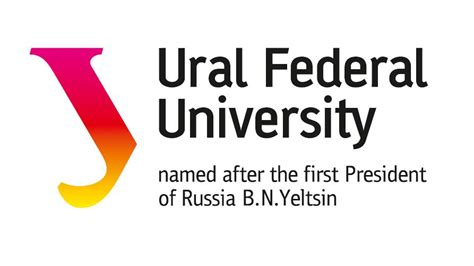 Ural Federal
University
named after the first President
of Russia B.N.Yeltsin